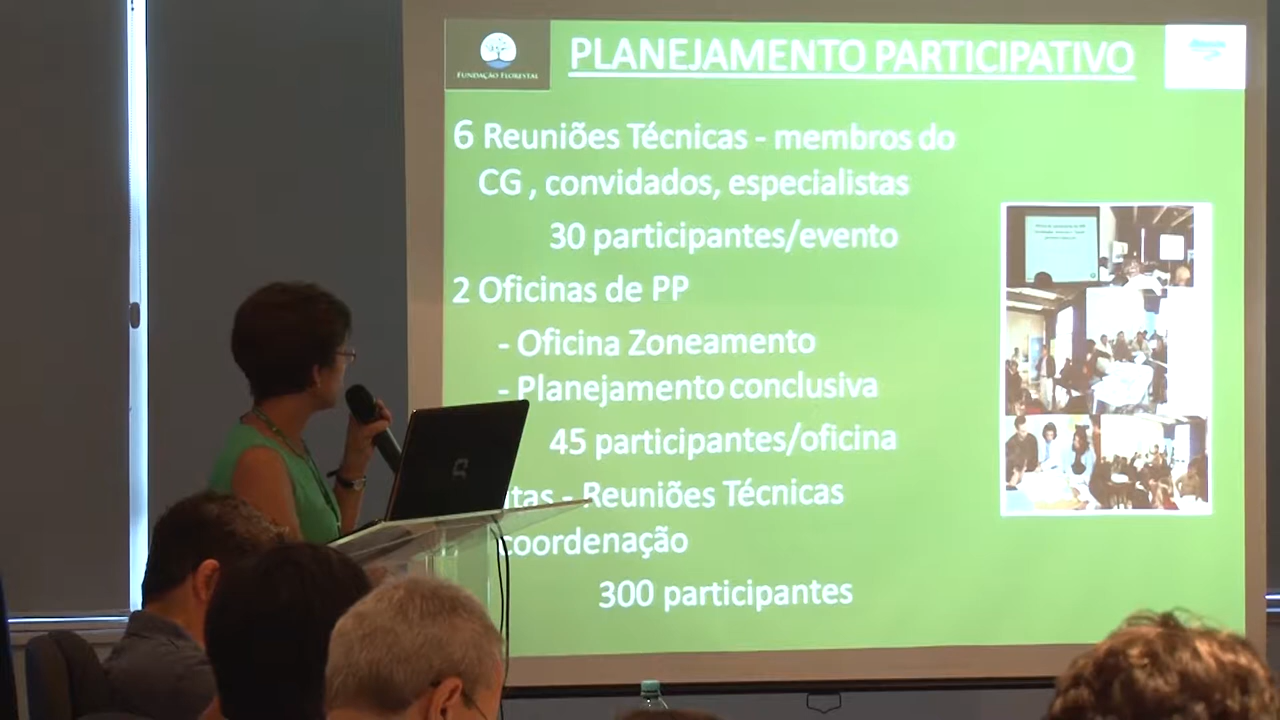 FUNDAÇÃO FLORESTAL
PLANEJAMENTO PARTICIPATIVO
6 Reuniões Técnicas - membros do
CG , convidados, especialistas
30 participantes/evento
2 Oficinas de PP
- Oficina Zoneamento
- Planejamento conclusiva
45 participantes/oficina
- Reuniões Técnicas
coordenação
300 participantes